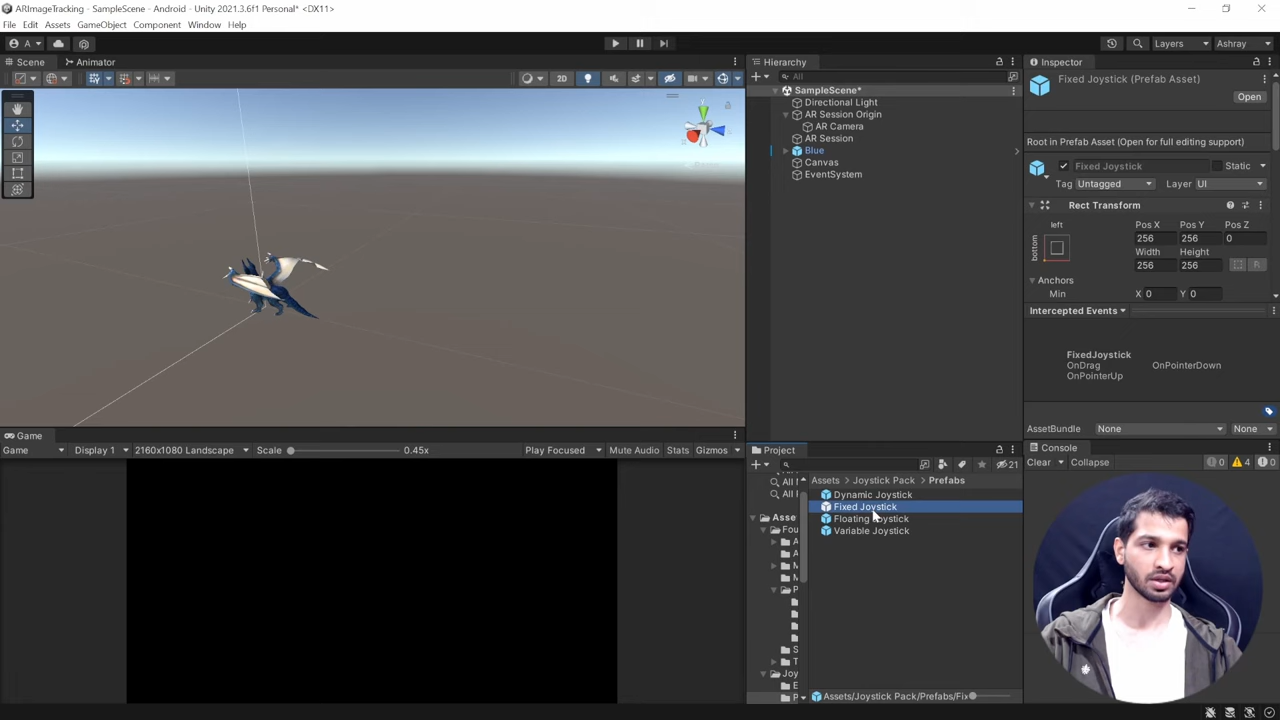 ARImageTracking - SampleScene - Android - Unity 2021.3.6f1 Personal* <DX11>
File Edit Assets GameObject Component Window Help
A Layers Ashray
Scene Animator
2D
Hierarchy
All
SampleScene*
Directional Light
AR Session Origin
AR Camera
AR Session
Blue
Canvas
EventSystem
Inspector
Fixed Joystick (Prefab Asset)
Open
Root in Prefab Asset (Open for full editing support)
Fixed Joystick Static
Tag Untagged Layer UI
Rect Transform
left
bottom
Pos X Pos Y Pos Z
256 256 0
Width Height
256 256 R
Anchors
Min X 0 Y 0
Intercepted Events
FixedJoystick
OnDrag OnPointerDown
OnPointerUp
AssetBundle None None
Game
Game Display 1 2160x1080 Landscape Scale 0.45x Play Focused Mute Audio Stats Gizmos
Project
21
All I
All I
Asse
Fou
A
A
M
M
P
S
T
Joy
E
P
Assets > Joystick Pack > Prefabs
Dynamic Joystick
Fixed Joystick
Floating Joystick
Variable Joystick
Assets/Joystick Pack/Prefabs/Fix
Console
Clear Collapse 0 4 0